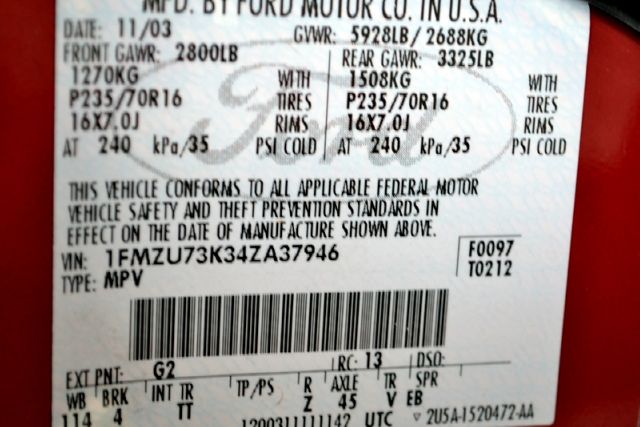 MFD. BY FORD MOTOR CO. IN U.S.A.
DATE: 11/03 GVWR: 5928LB/ 2688KG
FRONT GAWR: 2800LB REAR GAWR: 3325LB
1270KG WITH 1508KG WITH
P235/70R16 TIRES P235/70R16 TIRES
16X7.0J RIMS 16X7.0J RIMS
AT 240 kPa/35 PSI COLD AT 240 kPa/35 PSI COLD
Ford
THIS VEHICLE CONFORMS TO ALL APPLICABLE FEDERAL MOTOR
VEHICLE SAFETY AND THEFT PREVENTION STANDARDS IN
EFFECT ON THE DATE OF MANUFACTURE SHOWN ABOVE.
VIN: 1FMZU73K34ZA37946 F0097
TYPE: MPV T0212
EXT PNT: G2 RC: 13 DSO:
WB BRK INT TR TP/PS R AXLE TR SPR
114 4 TT Z 45 V EB
1200311111142 UTC ▽ 2U5A-1520472-AA